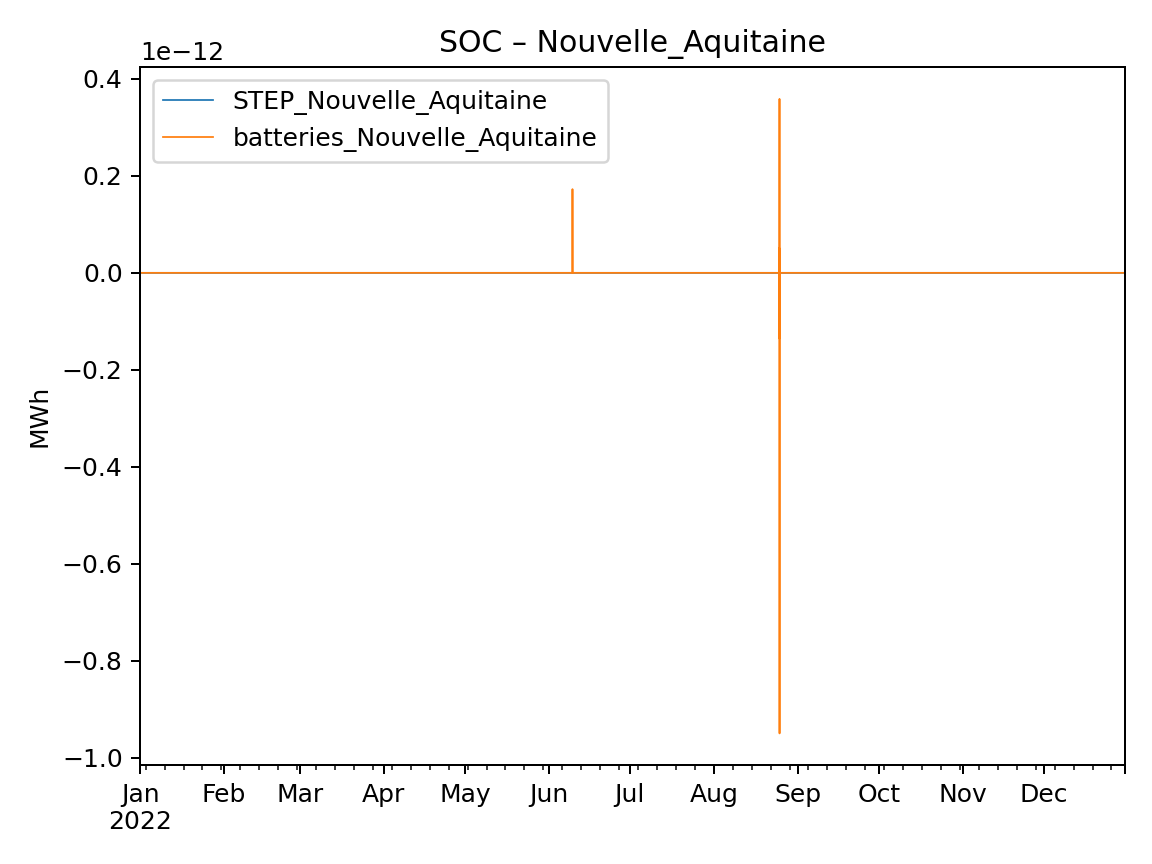 SOC – Nouvelle_Aquitaine
1e−12
STEP_Nouvelle_Aquitaine
batteries_Nouvelle_Aquitaine
0.4
0.2
0.0
−0.2
−0.4
−0.6
−0.8
−1.0
MWh
Jan Feb Mar Apr May Jun Jul Aug Sep Oct Nov Dec
2022